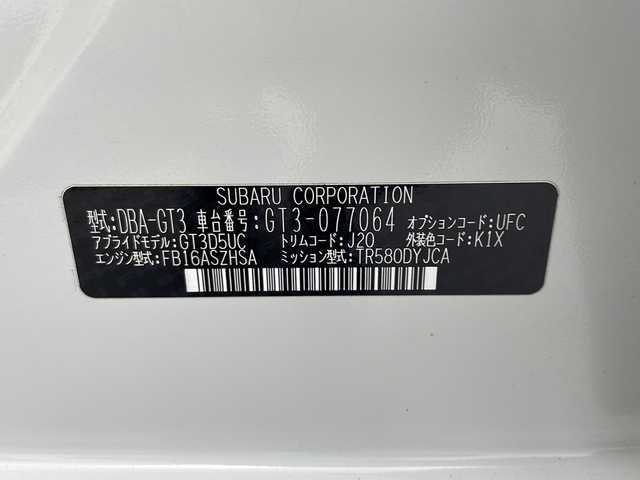 SUBARU CORPORATION
型式:DBA-GT3 車台番号:GT3-077064 オプションコード:UFC
アプライドモデル:GT3D5UC トリムコード:J20 外装色コード:K1X
エンジン型式:FB16ASZHSA ミッション型式:TR580DYJCA